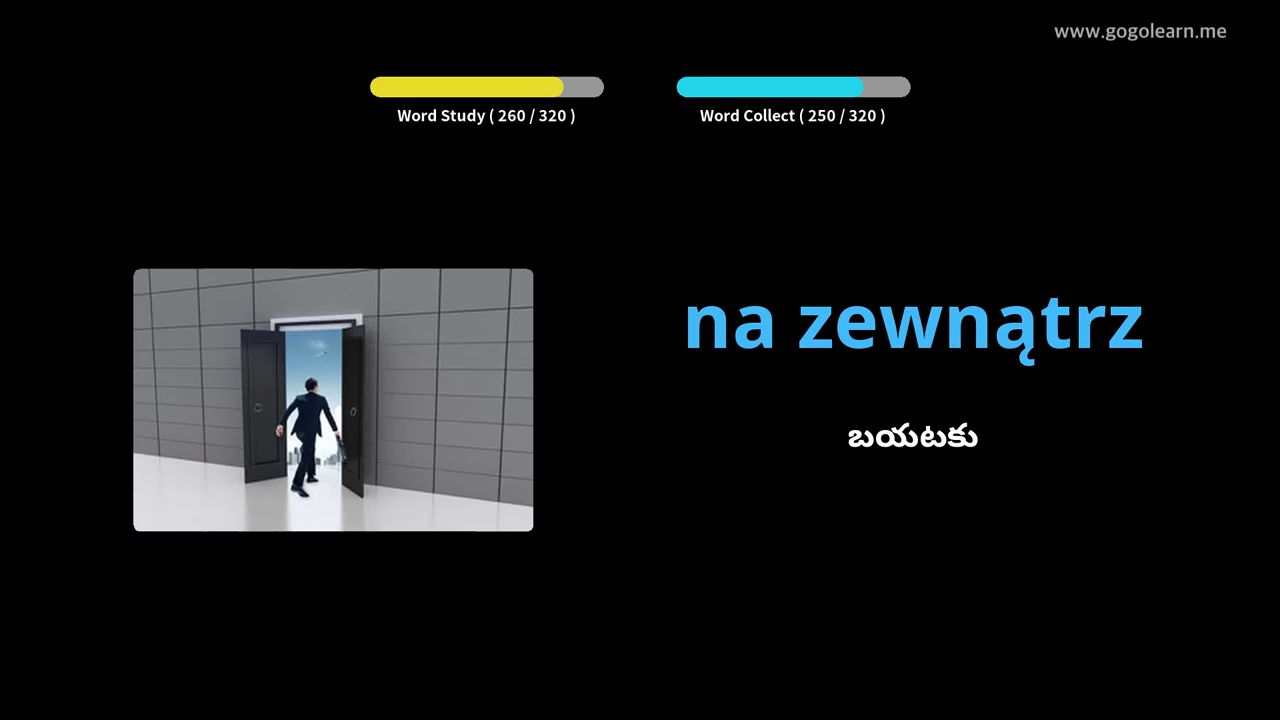 www.gogolearn.me
Word Study ( 260 / 320 )
Word Collect ( 250 / 320 )
na zewnątrz
బయటకు